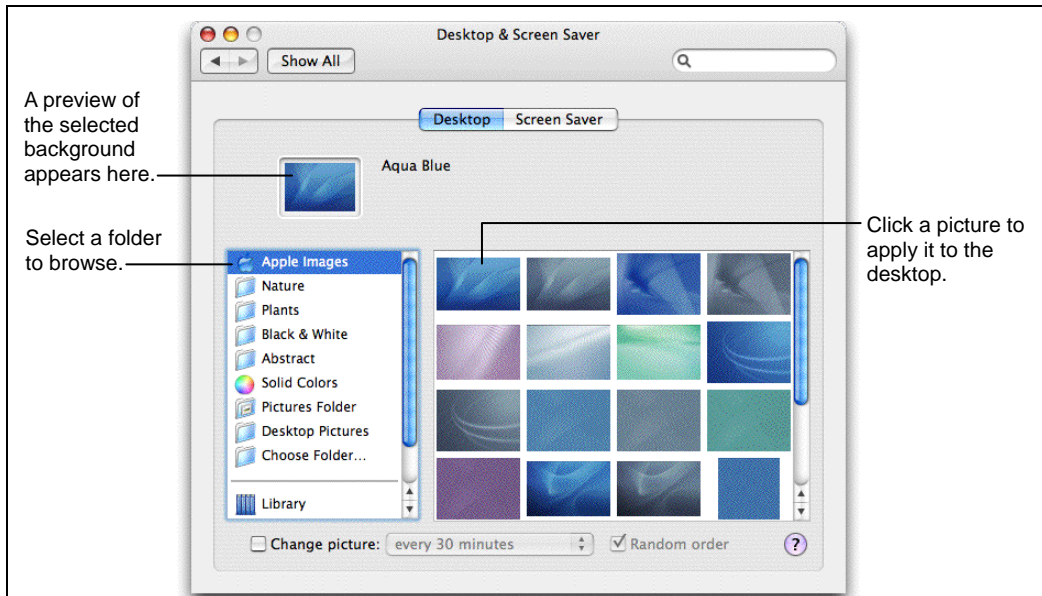 Desktop & Screen Saver
Show All
A preview of
the selected
background
appears here.
Desktop Screen Saver
Aqua Blue
Select a folder
to browse.
Click a picture to
apply it to the
desktop.
Apple Images
Nature
Plants
Black & White
Abstract
Solid Colors
Pictures Folder
Desktop Pictures
Choose Folder...
Library
Change picture: every 30 minutes Random order ?